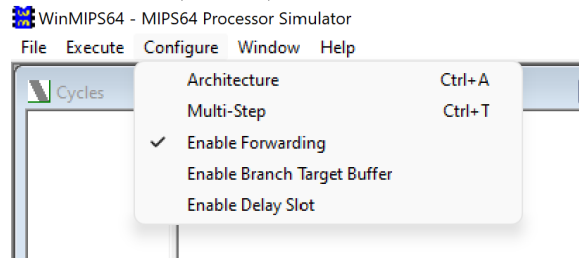 WinMIPS64 - MIPS64 Processor Simulator
File Execute Configure Window Help
Cycles
Architecture Ctrl+A
Multi-Step Ctrl+T
Enable Forwarding
Enable Branch Target Buffer
Enable Delay Slot